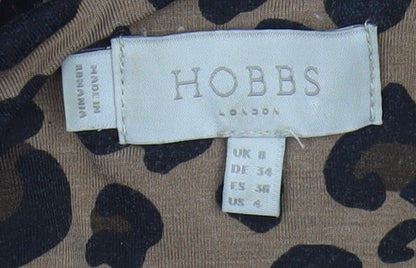 HOBBS
LONDON
MADE IN
ROMANIA
UK 8
DE 34
ES 36
US 4